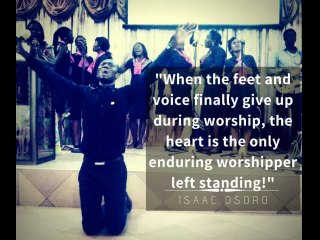 "When the feet and
voice finally give up
during worship, the
heart is the only
enduring worshipper
left standing!"
ISAAC OSORO